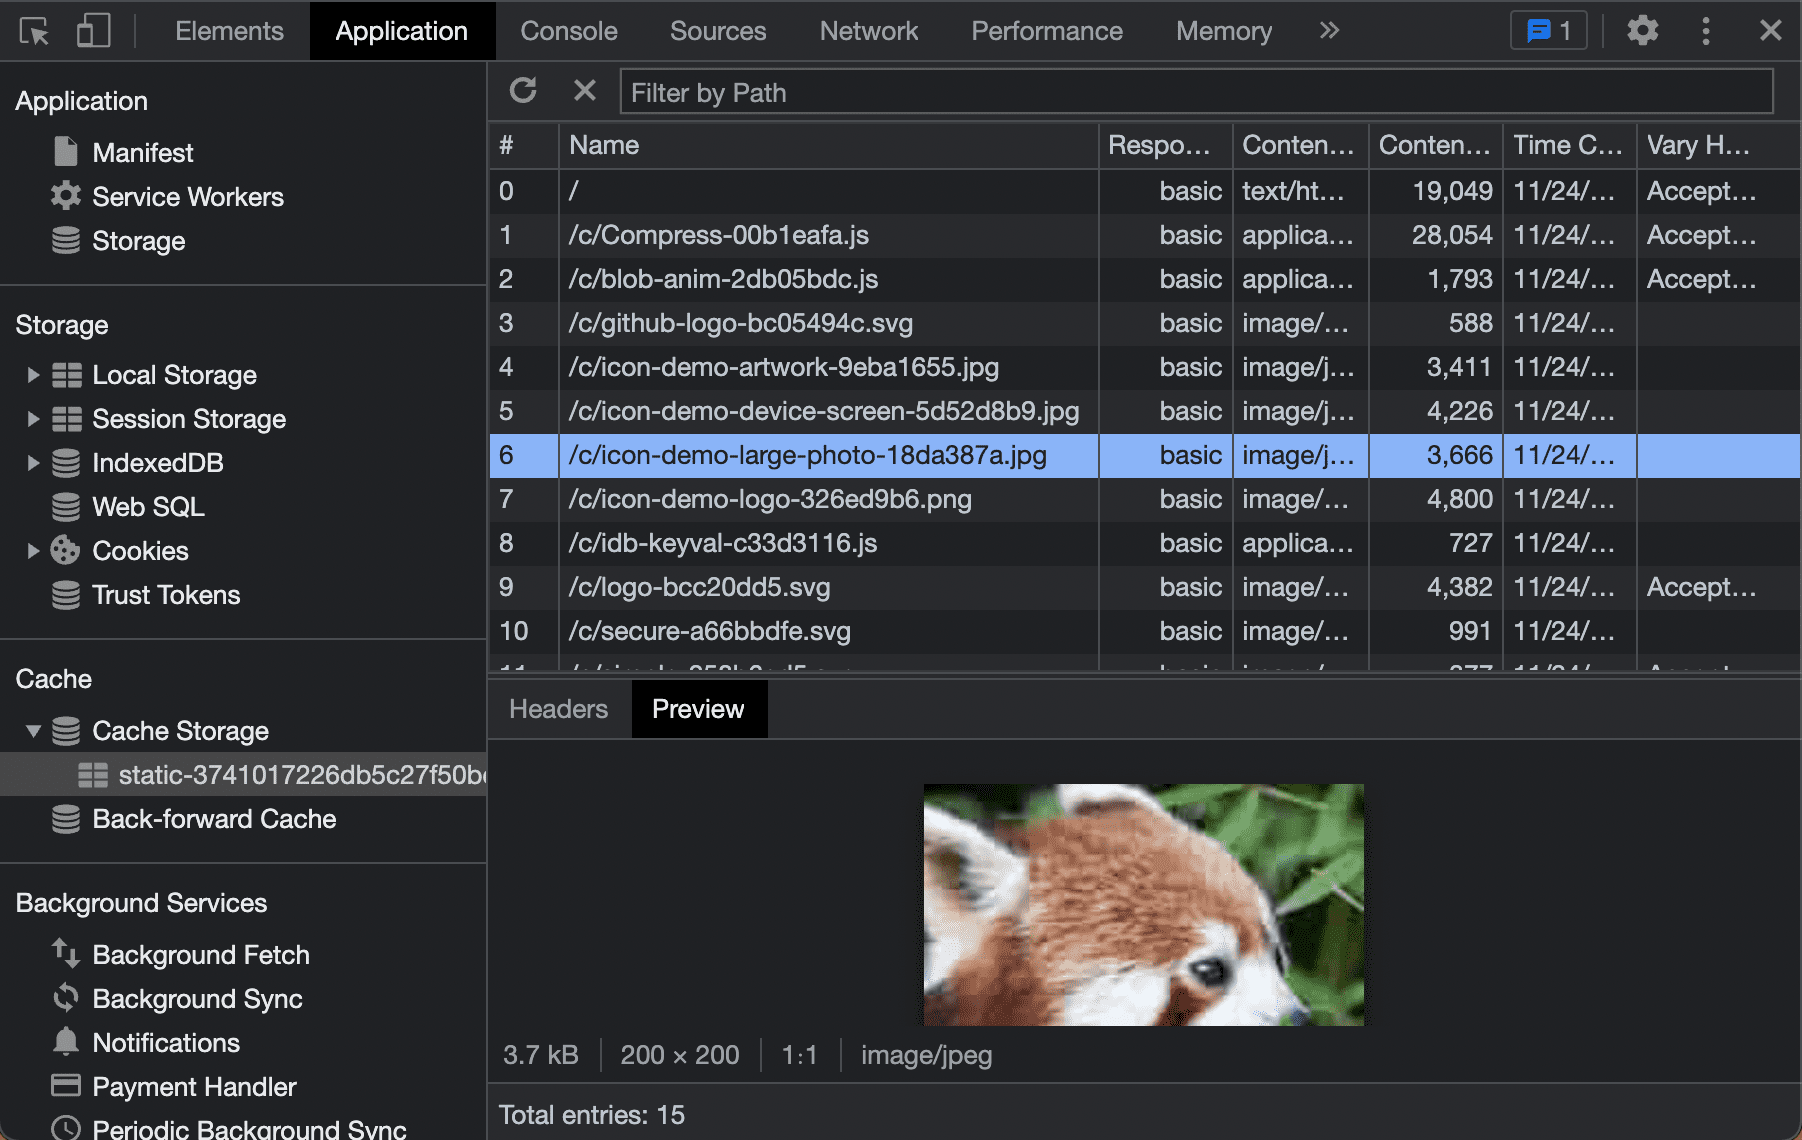 Elements Application Console Sources Network Performance Memory 1
Application
Manifest
Service Workers
Storage
Storage
Local Storage
Session Storage
IndexedDB
Web SQL
Cookies
Trust Tokens
Cache
Cache Storage
static-3741017226db5c27f50b
Back-forward Cache
Background Services
Background Fetch
Background Sync
Notifications
Payment Handler
Periodic Background Sync
Filter by Path
# Name Respo... Conten... Conten... Time C... Vary H...
0 / basic text/ht... 19,049 11/24/... Accept...
1 /c/Compress-00b1eafa.js basic applica... 28,054 11/24/... Accept...
2 /c/blob-anim-2db05bdc.js basic applica... 1,793 11/24/... Accept...
3 /c/github-logo-bc05494c.svg basic image/... 588 11/24/...
4 /c/icon-demo-artwork-9eba1655.jpg basic image/j... 3,411 11/24/...
5 /c/icon-demo-device-screen-5d52d8b9.jpg basic image/j... 4,226 11/24/...
6 /c/icon-demo-large-photo-18da387a.jpg basic image/j... 3,666 11/24/...
7 /c/icon-demo-logo-326ed9b6.png basic image/... 4,800 11/24/...
8 /c/idb-keyval-c33d3116.js basic applica... 727 11/24/...
9 /c/logo-bcc20dd5.svg basic image/... 4,382 11/24/... Accept...
10 /c/secure-a66bbdfe.svg basic image/... 991 11/24/...
Headers Preview
3.7 kB 200 × 200 1:1 image/jpeg
Total entries: 15